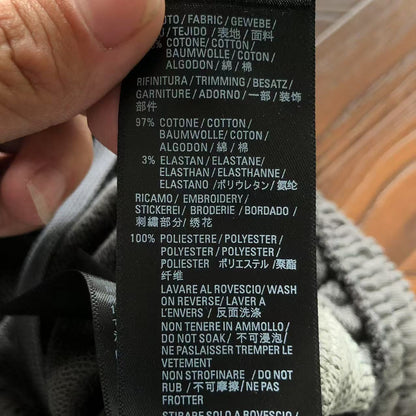 / FABRIC / GEWEBE /
/ TEJIDO / 表地 / 面料
% COTONE / COTTON /
BAUMWOLLE / COTON /
ALGODON / 綿 / 棉
RIFINITURA / TRIMMING / BESATZ /
GARNITURE / ADORNO / 一部 / 装饰
部件
97% COTONE / COTTON /
BAUMWOLLE / COTON /
ALGODON / 綿 / 棉
3% ELASTAN / ELASTANE /
ELASTHAN / ELASTHANNE /
ELASTANO / ポリウレタン / 氨纶
RICAMO / EMBROIDERY /
STICKEREI / BRODERIE / BORDADO /
刺繍部分 / 绣花
100% POLIESTERE / POLYESTER /
POLYESTER / POLYESTER /
POLIESTER ポリエステル / 聚酯
纤维
LAVARE AL ROVESCIO / WASH
ON REVERSE / LAVER A
L'ENVERS / 反面洗涤
NON TENERE IN AMMOLLO /
DO NOT SOAK / 不可浸泡 /
NE PASLAISSER TREMPER LE
VETEMENT
NON STROFINARE / DO NOT
RUB / 不可摩擦 / NE PAS
FROTTER
STIRARE SOLO A ROVESCIO /